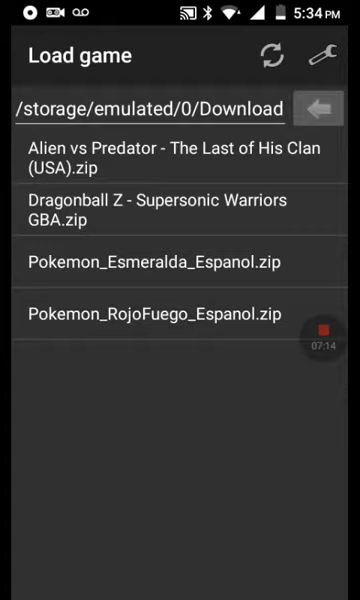 5:34 PM
Load game
/storage/emulated/0/Download
Alien vs Predator - The Last of His Clan
(USA).zip
Dragonball Z - Supersonic Warriors
GBA.zip
Pokemon_Esmeralda_Espanol.zip
Pokemon_RojoFuego_Espanol.zip
07:14